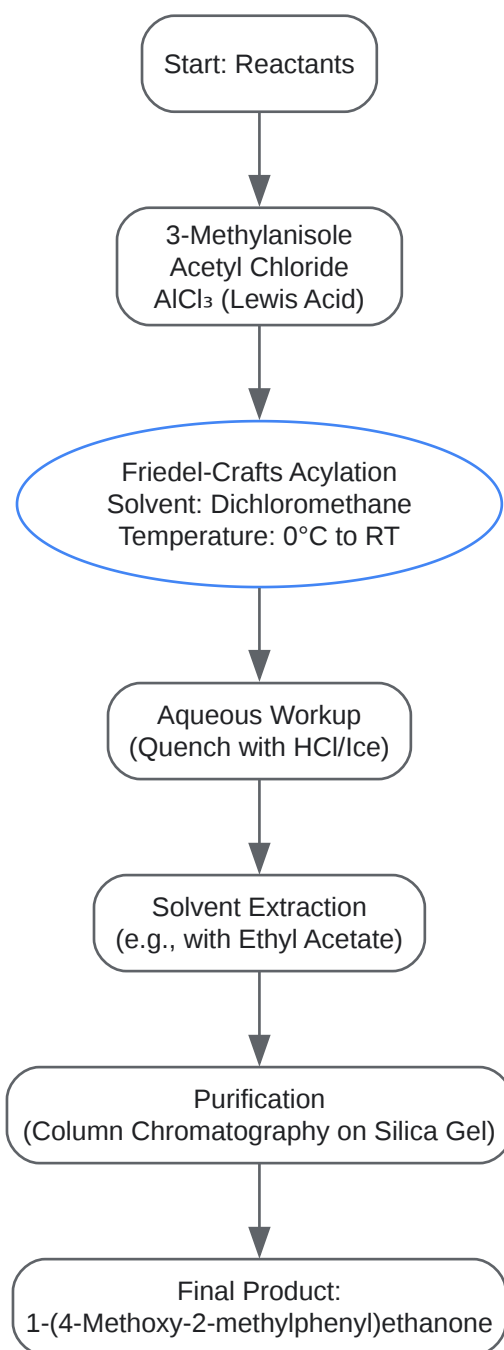 Start: Reactants
3-Methylanisole
Acetyl Chloride
AlCl₃ (Lewis Acid)
Friedel-Crafts Acylation
Solvent: Dichloromethane
Temperature: 0°C to RT
Aqueous Workup
(Quench with HCl/Ice)
Solvent Extraction
(e.g., with Ethyl Acetate)
Purification
(Column Chromatography on Silica Gel)
Final Product:
1-(4-Methoxy-2-methylphenyl)ethanone